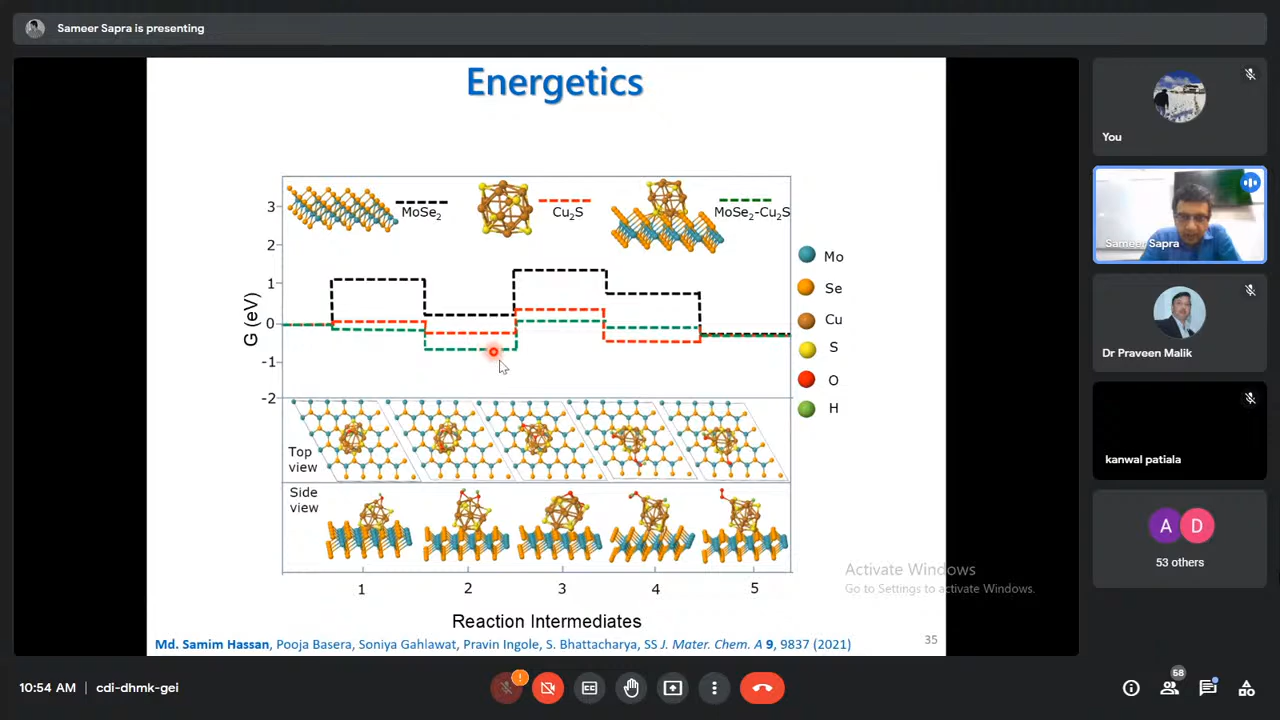 Sameer Sapra is presenting
Energetics
3
2
1
0
-1
-2
G (eV)
MoSe₂
Cu₂S
MoSe₂-Cu₂S
Mo
Se
Cu
S
O
H
Top
view
Side
view
1
2
3
4
5
Reaction Intermediates
Md. Samim Hassan, Pooja Basera, Soniya Gahlawat, Pravin Ingole, S. Bhattacharya, SS J. Mater. Chem. A 9, 9837 (2021)
35
Activate Windows
Go to Settings to activate Windows.
You
Sameer Sapra
Dr Praveen Malik
kanwal patiala
A
D
53 others
10:54 AM | cdi-dhmk-gei
!
CC
58